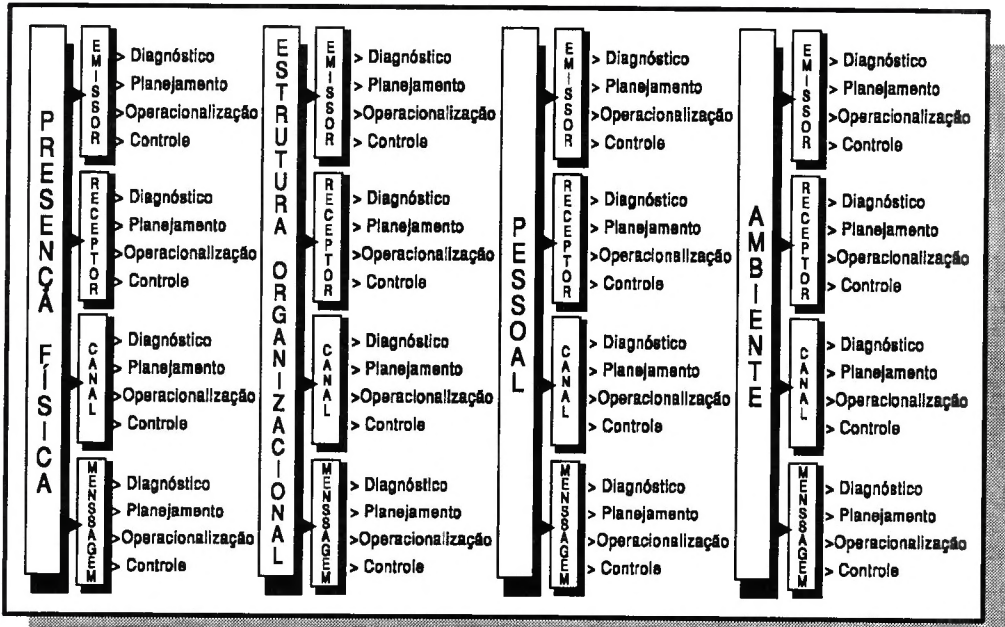 PRESENÇA FÍSICA
EMISSOR
> Diagnóstico
> Planejamento
>Operacionalização
> Controle
RECEPTOR
> Diagnóstico
> Planejamento
>Operacionalização
> Controle
CANAL
> Diagnóstico
> Planejamento
>Operacionalização
> Controle
MENSSAGEM
> Diagnóstico
> Planejamento
>Operacionalização
> Controle
ESTRUTURA ORGANIZACIONAL
EMISSOR
> Diagnóstico
> Planejamento
>Operacionalização
> Controle
RECEPTOR
> Diagnóstico
> Planejamento
>Operacionalização
> Controle
CANAL
> Diagnóstico
> Planejamento
>Operacionalização
> Controle
MENSSAGEM
> Diagnóstico
> Planejamento
>Operacionalização
> Controle
PESSOAL
EMISSOR
> Diagnóstico
> Planejamento
>Operacionalização
> Controle
RECEPTOR
> Diagnóstico
> Planejamento
>Operacionalização
> Controle
CANAL
> Diagnóstico
> Planejamento
>Operacionalização
> Controle
MENSSAGEM
> Diagnóstico
> Planejamento
>Operacionalização
> Controle
AMBIENTE
EMISSOR
> Diagnóstico
> Planejamento
>Operacionalização
> Controle
RECEPTOR
> Diagnóstico
> Planejamento
>Operacionalização
> Controle
CANAL
> Diagnóstico
> Planejamento
>Operacionalização
> Controle
MENSSAGEM
> Diagnóstico
> Planejamento
>Operacionalização
> Controle